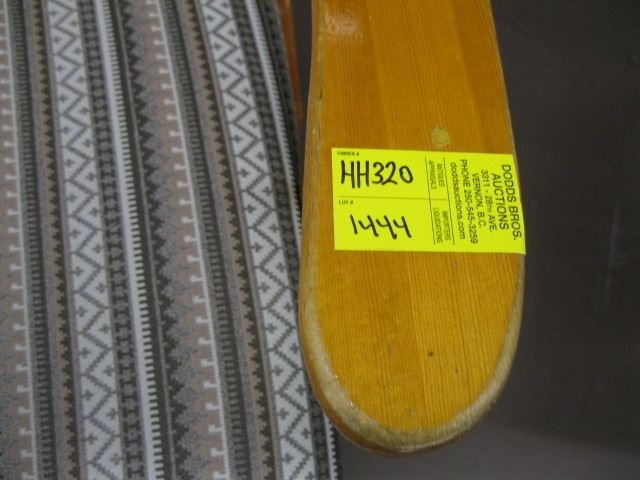 OWNER #
HH320
LOT #
1444
ANTIQUES
APPRAISALS
IMPORTERS
LIQUIDATIONS
DODDS BROS.
AUCTIONS
3311 - 28TH AVE.
VERNON, B.C.
PHONE 250-545-3259
doddsauctions.com